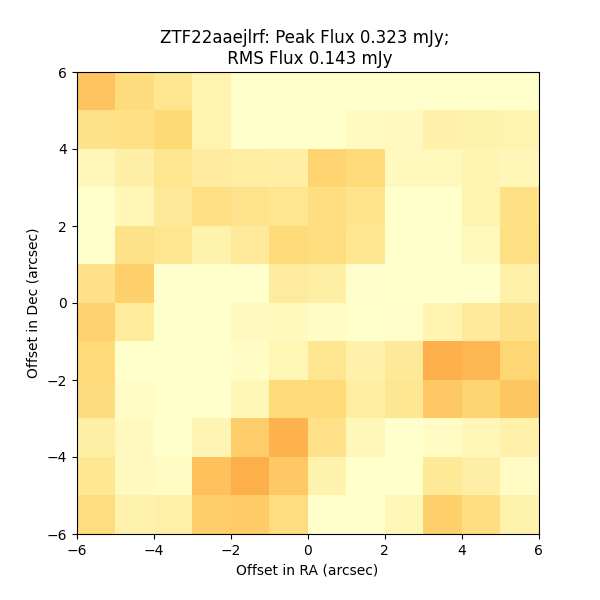 ZTF22aaejlrf: Peak Flux 0.323 mJy;
RMS Flux 0.143 mJy
6
4
2
0
−2
−4
−6
Offset in Dec (arcsec)
−6 −4 −2 0 2 4 6
Offset in RA (arcsec)